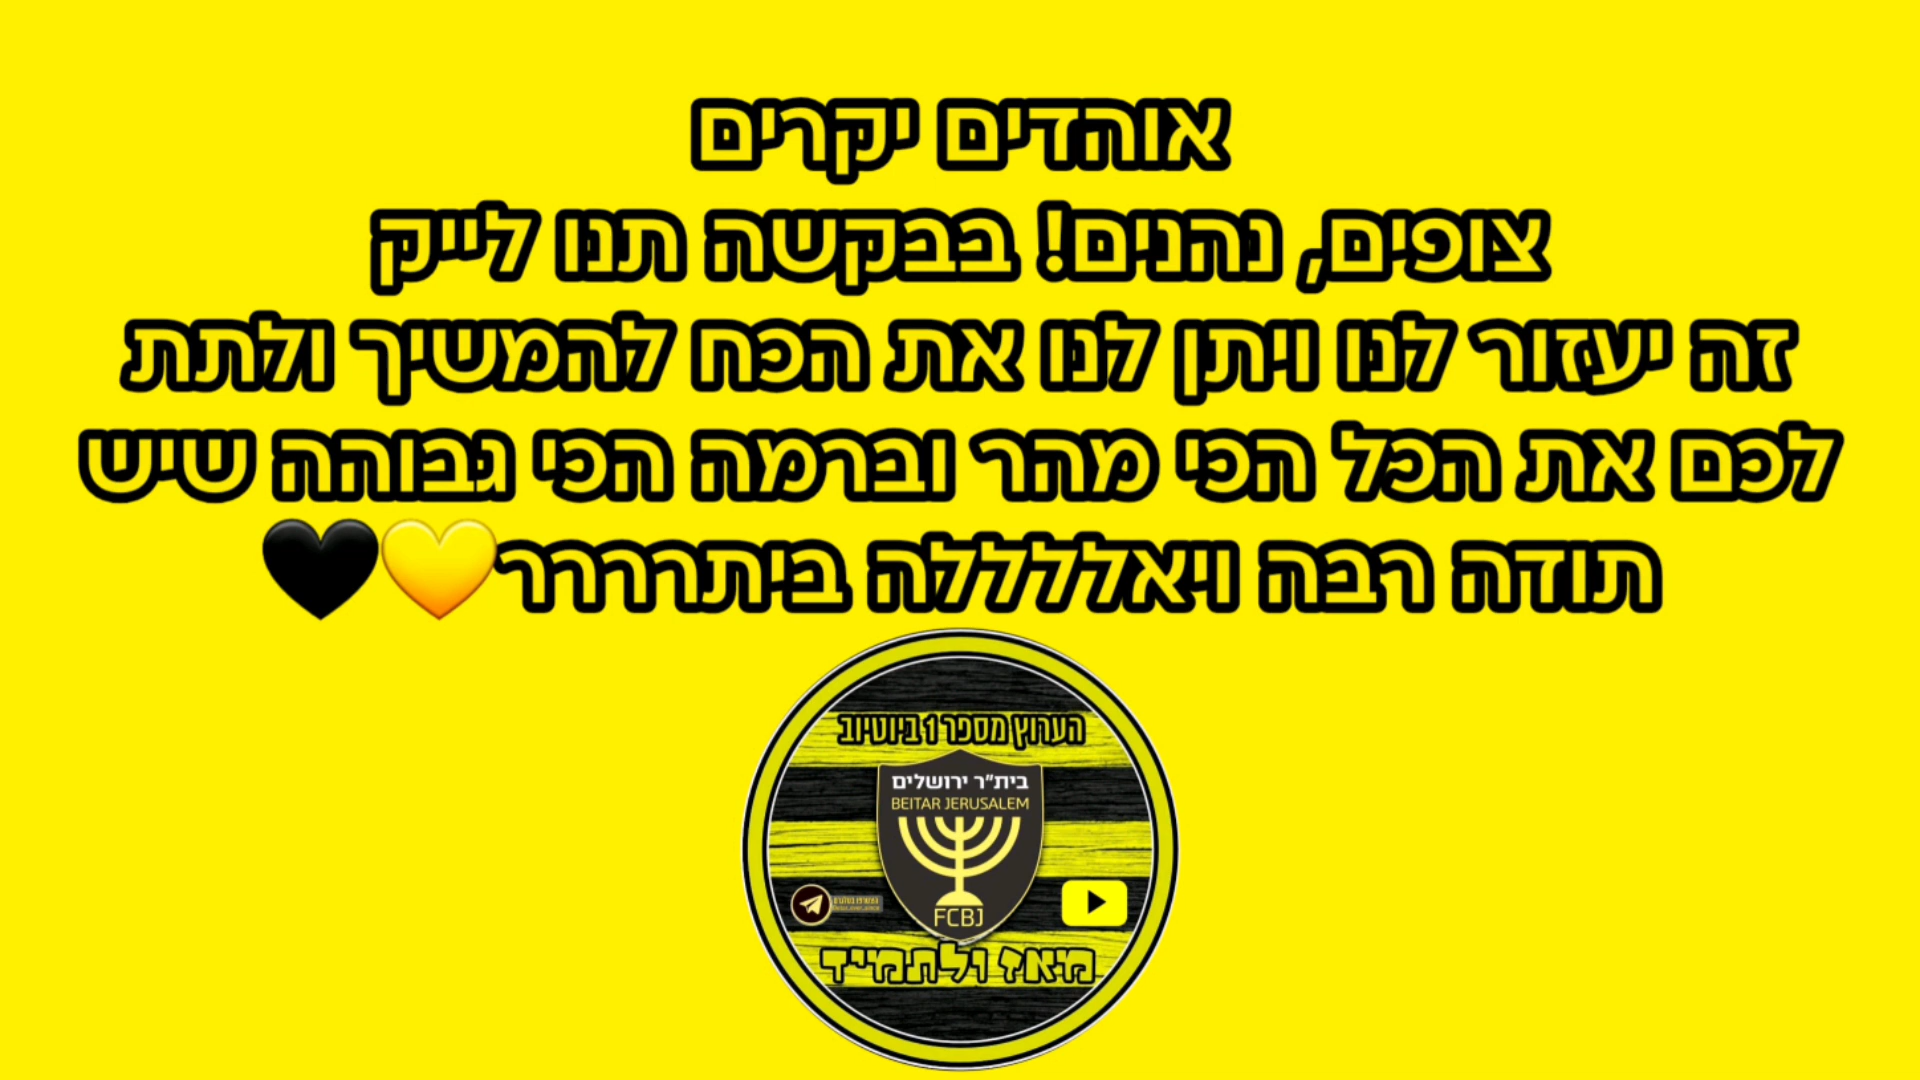 אוהדים יקרים
צופים, נהנים! בבקשה תנו לייק
זה יעזור לנו ויתן לנו את הכח להמשיך ולתת
לכם את הכל הכי מהר וברמה הכי גבוהה שיש
תודה רבה ויאלללללה ביתררררר💛🖤
הערוץ מספר 1 ביוטיוב
בית"ר ירושלים
BEITAR JERUSALEM
FCBJ
מאז ולתמיד